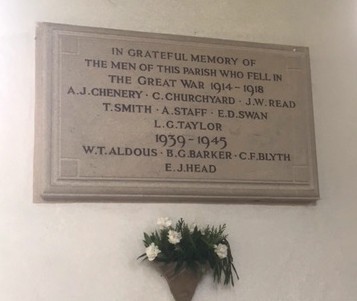 IN GRATEFUL MEMORY OF
THE MEN OF THIS PARISH WHO FELL IN
THE GREAT WAR 1914-1918
A.J.CHENERY · C.CHURCHYARD · J.W.READ
T.SMITH · A.STAFF · E.D.SWAN
L.G.TAYLOR
1939-1945
W.T.ALDOUS · B.G.BARKER · C.F.BLYTH
E.J.HEAD